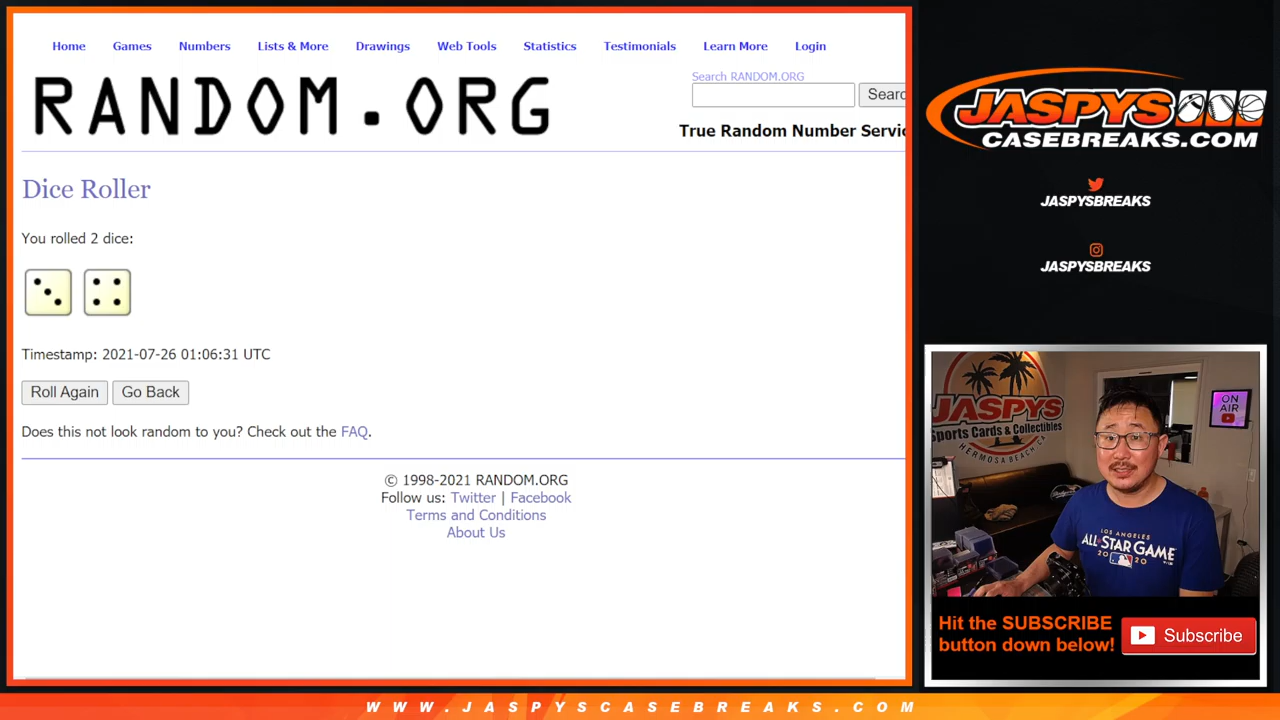 Home Games Numbers Lists & More Drawings Web Tools Statistics Testimonials Learn More Login
RANDOM.ORG
Search RANDOM.ORG
Searc
True Random Number Servic
Dice Roller
You rolled 2 dice:
Timestamp: 2021-07-26 01:06:31 UTC
Roll Again Go Back
Does this not look random to you? Check out the FAQ.
© 1998-2021 RANDOM.ORG
Follow us: Twitter | Facebook
Terms and Conditions
About Us
JASPYS
CASEBREAKS.COM
JASPYSBREAKS
JASPYSBREAKS
JASPYS
Sports Cards & Collectibles
HERMOSA BEACH, CA
ON
AIR
LOS ANGELES
ALL STAR GAME
2020
Hit the SUBSCRIBE
button down below!
Subscribe
WWW.JASPYSCASEBREAKS.COM